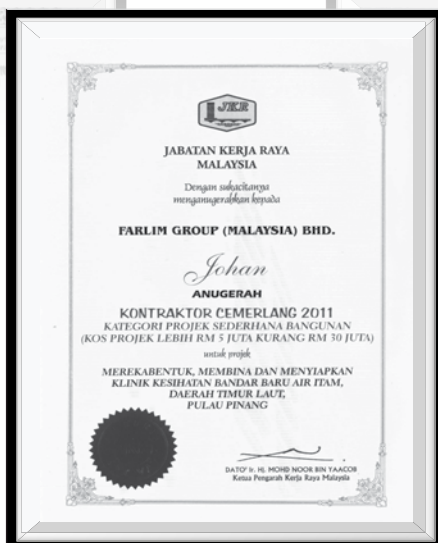 JKR
JABATAN KERJA RAYA
MALAYSIA
Dengan sukacitanya
menganugerahkan kepada
FARLIM GROUP (MALAYSIA) BHD.
Johan
ANUGERAH
KONTRAKTOR CEMERLANG 2011
KATEGORI PROJEK SEDERHANA BANGUNAN
(KOS PROJEK LEBIH RM 5 JUTA KURANG RM 30 JUTA)
untuk projek
MEREKABENTUK, MEMBINA DAN MENYIAPKAN
KLINIK KESIHATAN BANDAR BARU AIR ITAM,
DAERAH TIMUR LAUT,
PULAU PINANG
DATO' Ir. HJ. MOHD NOOR BIN YAACOB
Ketua Pengarah Kerja Raya Malaysia